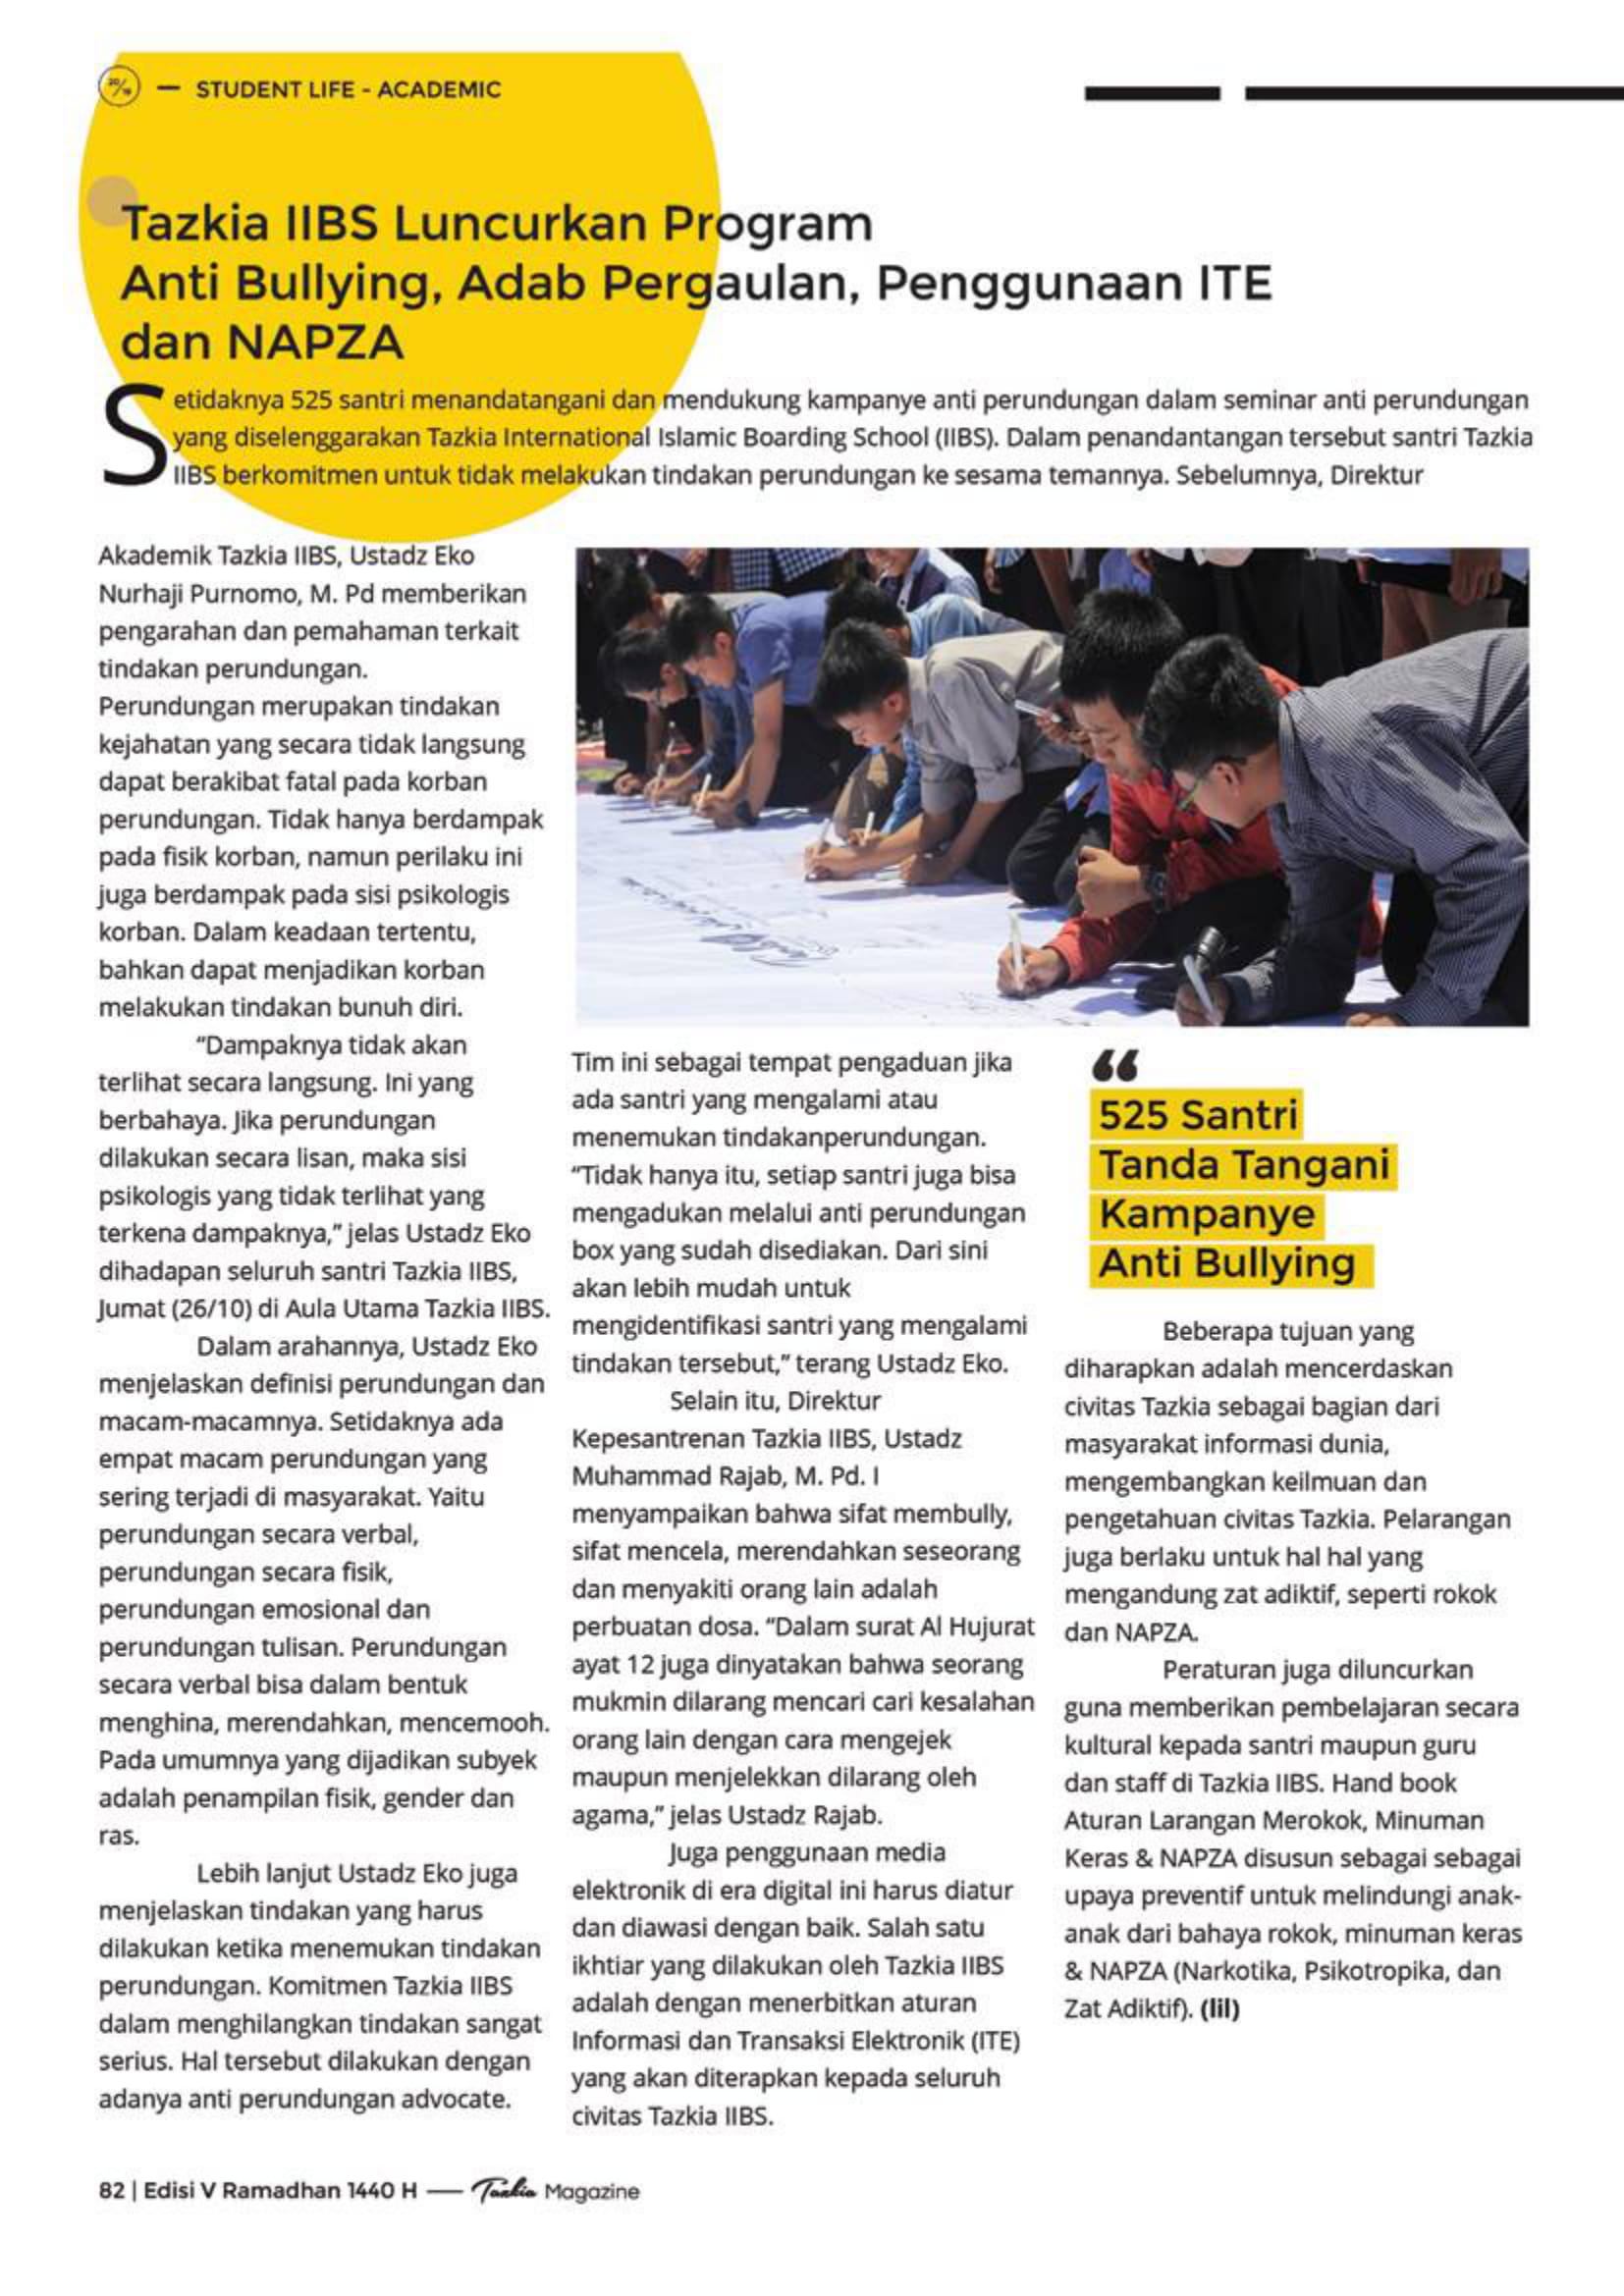 20/19 — STUDENT LIFE - ACADEMIC
Tazkia IIBS Luncurkan Program
Anti Bullying, Adab Pergaulan, Penggunaan ITE
dan NAPZA
Setidaknya 525 santri menandatangani dan mendukung kampanye anti perundungan dalam seminar anti perundungan
yang diselenggarakan Tazkia International Islamic Boarding School (IIBS). Dalam penandantangan tersebut santri Tazkia
IIBS berkomitmen untuk tidak melakukan tindakan perundungan ke sesama temannya. Sebelumnya, Direktur
Akademik Tazkia IIBS, Ustadz Eko
Nurhaji Purnomo, M. Pd memberikan
pengarahan dan pemahaman terkait
tindakan perundungan.
Perundungan merupakan tindakan
kejahatan yang secara tidak langsung
dapat berakibat fatal pada korban
perundungan. Tidak hanya berdampak
pada fisik korban, namun perilaku ini
juga berdampak pada sisi psikologis
korban. Dalam keadaan tertentu,
bahkan dapat menjadikan korban
melakukan tindakan bunuh diri.
“Dampaknya tidak akan
terlihat secara langsung. Ini yang
berbahaya. Jika perundungan
dilakukan secara lisan, maka sisi
psikologis yang tidak terlihat yang
terkena dampaknya,” jelas Ustadz Eko
dihadapan seluruh santri Tazkia IIBS,
Jumat (26/10) di Aula Utama Tazkia IIBS.
Dalam arahannya, Ustadz Eko
menjelaskan definisi perundungan dan
macam-macamnya. Setidaknya ada
empat macam perundungan yang
sering terjadi di masyarakat. Yaitu
perundungan secara verbal,
perundungan secara fisik,
perundungan emosional dan
perundungan tulisan. Perundungan
secara verbal bisa dalam bentuk
menghina, merendahkan, mencemooh.
Pada umumnya yang dijadikan subyek
adalah penampilan fisik, gender dan
ras.
Lebih lanjut Ustadz Eko juga
menjelaskan tindakan yang harus
dilakukan ketika menemukan tindakan
perundungan. Komitmen Tazkia IIBS
dalam menghilangkan tindakan sangat
serius. Hal tersebut dilakukan dengan
adanya anti perundungan advocate.
Tim ini sebagai tempat pengaduan jika
ada santri yang mengalami atau
menemukan tindakanperundungan.
“Tidak hanya itu, setiap santri juga bisa
mengadukan melalui anti perundungan
box yang sudah disediakan. Dari sini
akan lebih mudah untuk
mengidentifikasi santri yang mengalami
tindakan tersebut,” terang Ustadz Eko.
Selain itu, Direktur
Kepesantrenan Tazkia IIBS, Ustadz
Muhammad Rajab, M. Pd. I
menyampaikan bahwa sifat membully,
sifat mencela, merendahkan seseorang
dan menyakiti orang lain adalah
perbuatan dosa. “Dalam surat Al Hujurat
ayat 12 juga dinyatakan bahwa seorang
mukmin dilarang mencari cari kesalahan
orang lain dengan cara mengejek
maupun menjelekkan dilarang oleh
agama,” jelas Ustadz Rajab.
Juga penggunaan media
elektronik di era digital ini harus diatur
dan diawasi dengan baik. Salah satu
ikhtiar yang dilakukan oleh Tazkia IIBS
adalah dengan menerbitkan aturan
Informasi dan Transaksi Elektronik (ITE)
yang akan diterapkan kepada seluruh
civitas Tazkia IIBS.
“
525 Santri
Tanda Tangani
Kampanye
Anti Bullying
Beberapa tujuan yang
diharapkan adalah mencerdaskan
civitas Tazkia sebagai bagian dari
masyarakat informasi dunia,
mengembangkan keilmuan dan
pengetahuan civitas Tazkia. Pelarangan
juga berlaku untuk hal hal yang
mengandung zat adiktif, seperti rokok
dan NAPZA.
Peraturan juga diluncurkan
guna memberikan pembelajaran secara
kultural kepada santri maupun guru
dan staff di Tazkia IIBS. Hand book
Aturan Larangan Merokok, Minuman
Keras & NAPZA disusun sebagai sebagai
upaya preventif untuk melindungi anak-
anak dari bahaya rokok, minuman keras
& NAPZA (Narkotika, Psikotropika, dan
Zat Adiktif). (lil)
82 | Edisi V Ramadhan 1440 H — Tazkia Magazine